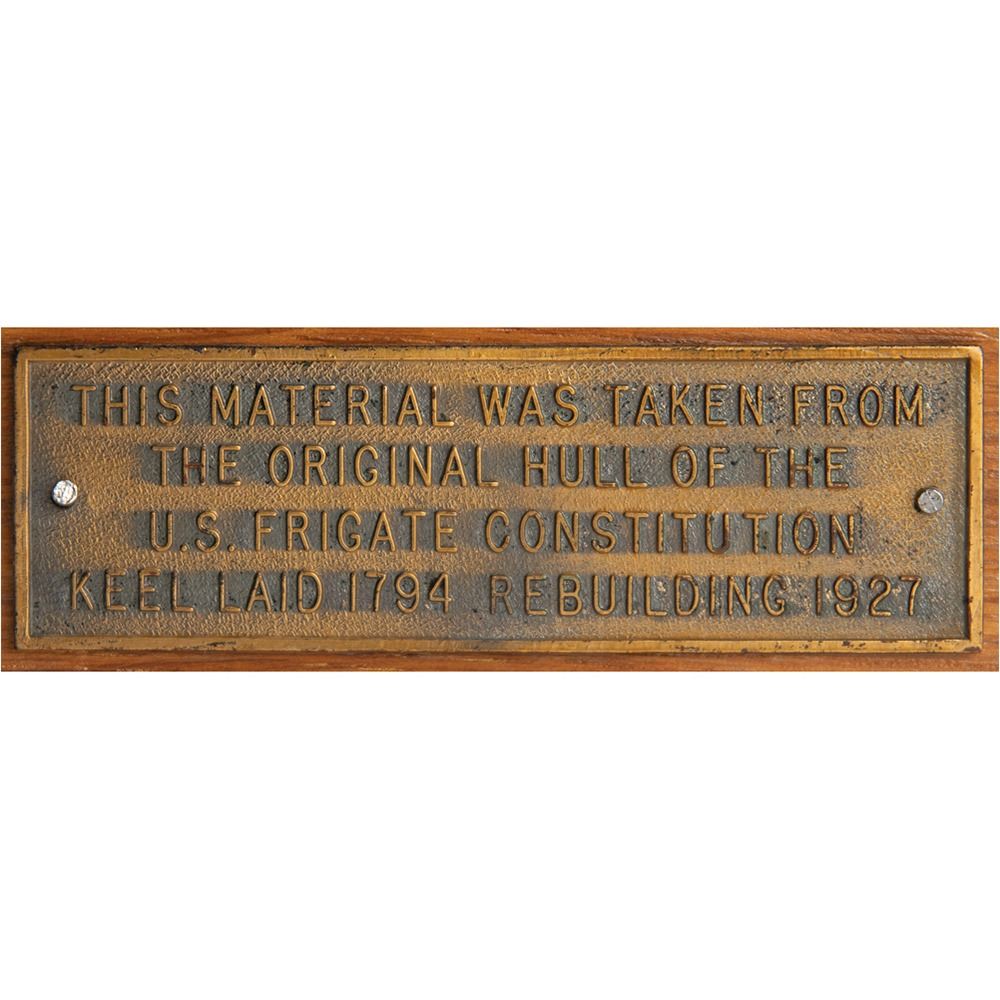 THIS MATERIAL WAS TAKEN FROM
THE ORIGINAL HULL OF THE
U.S. FRIGATE CONSTITUTION
KEEL LAID 1794 REBUILDING 1927